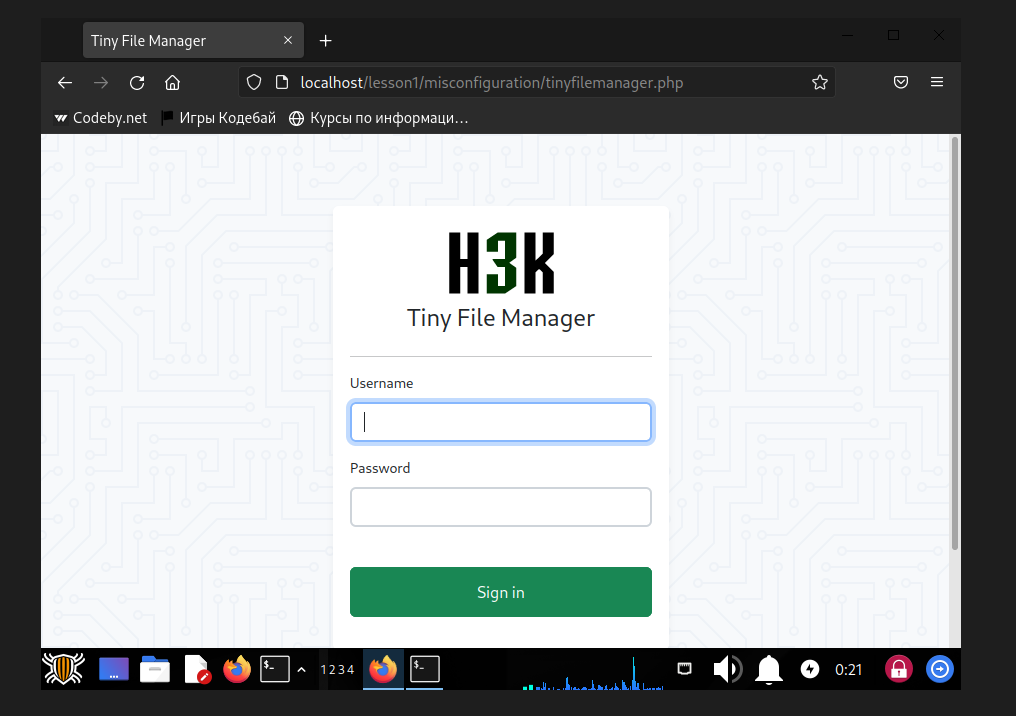 Tiny File Manager
localhost/lesson1/misconfiguration/tinyfilemanager.php
Codeby.net Игры Кодебай Курсы по информаци…
H3K
Tiny File Manager
Username
Password
Sign in
$_ 1 2 3 4 $_ 0:21